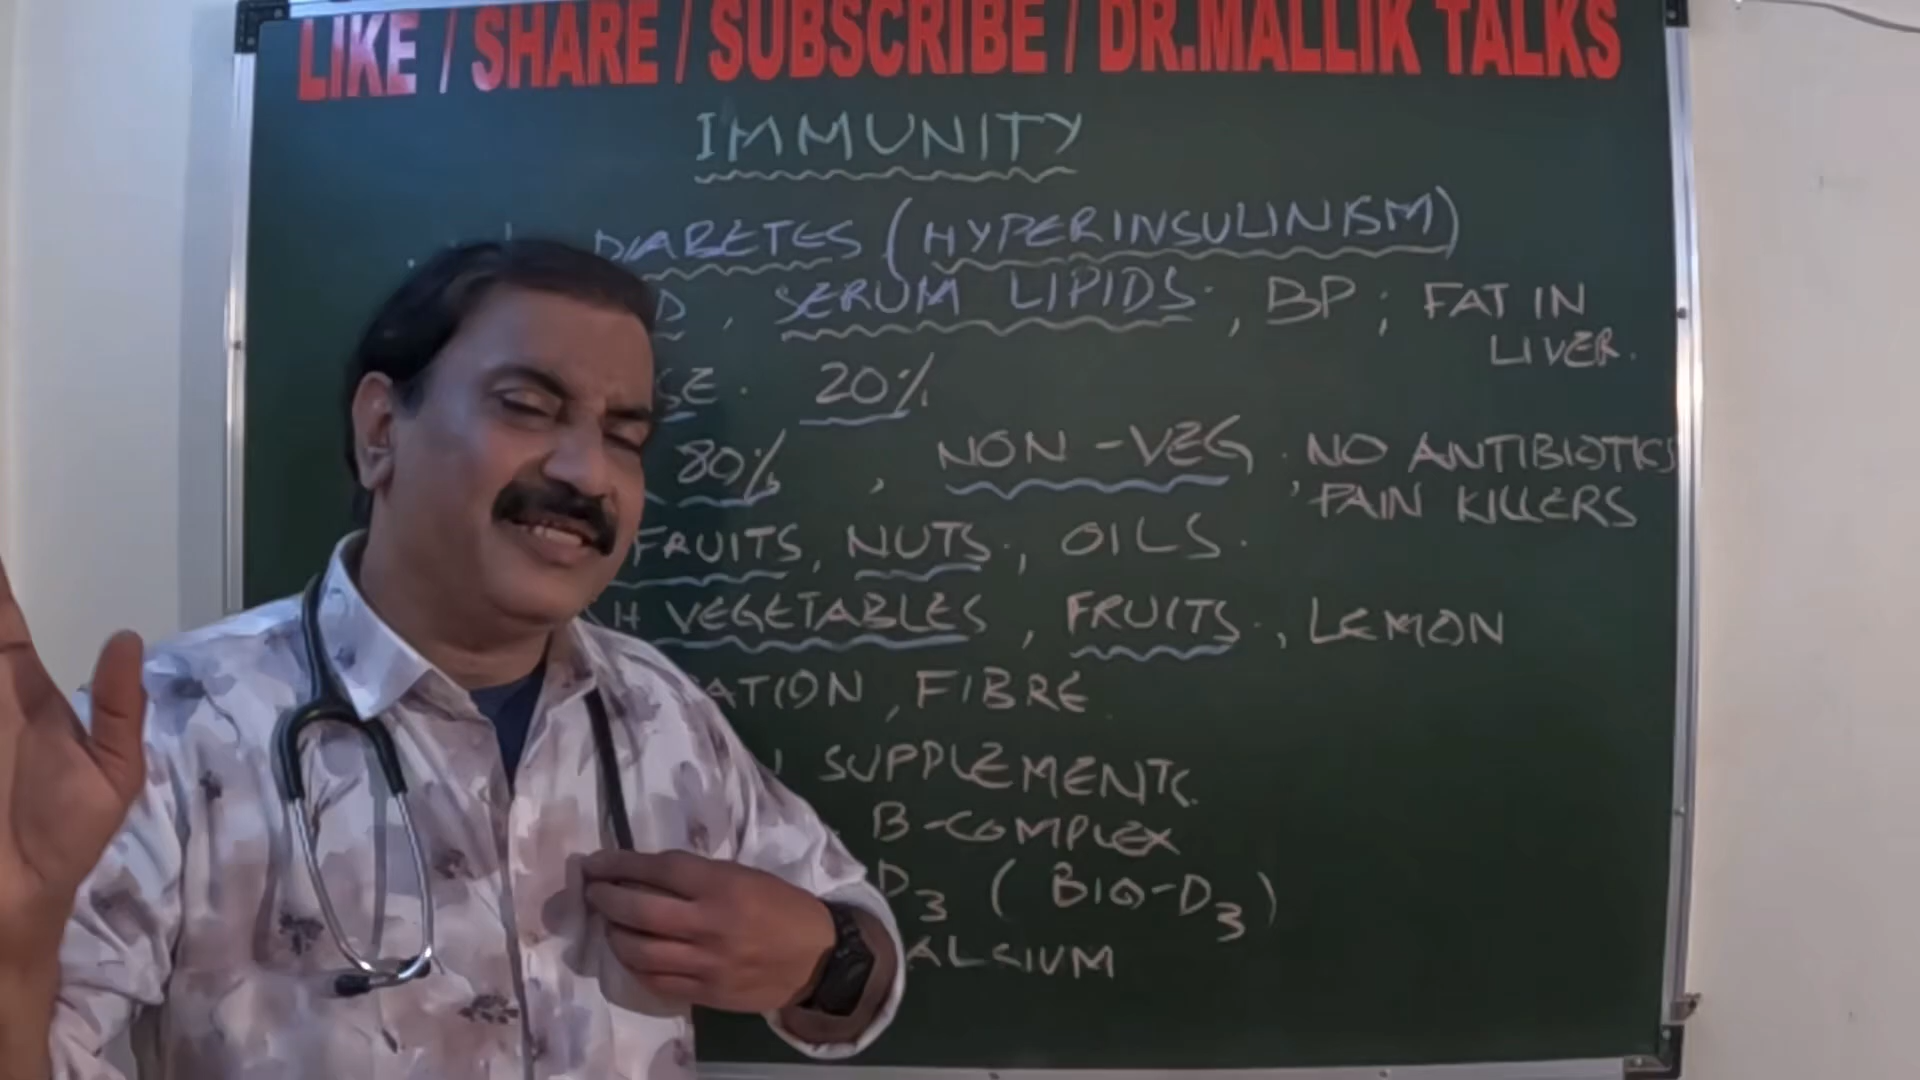 LIKE / SHARE / SUBSCRIBE / DR.MALLIK TALKS
IMMUNITY
DIABETES (HYPERINSULINISM)
SERUM LIPIDS. , BP ; FAT IN
LIVER.
20%
80% , NON-VEG . NO ANTIBIOTICS
, PAIN KILLERS
FRUITS, NUTS. , OILS.
VEGETABLES , FRUITS. , LEMON
, FIBRE
SUPPLEMENTS.
B-COMPLEX
D3 ( BIO-D3 )
ALCIUM